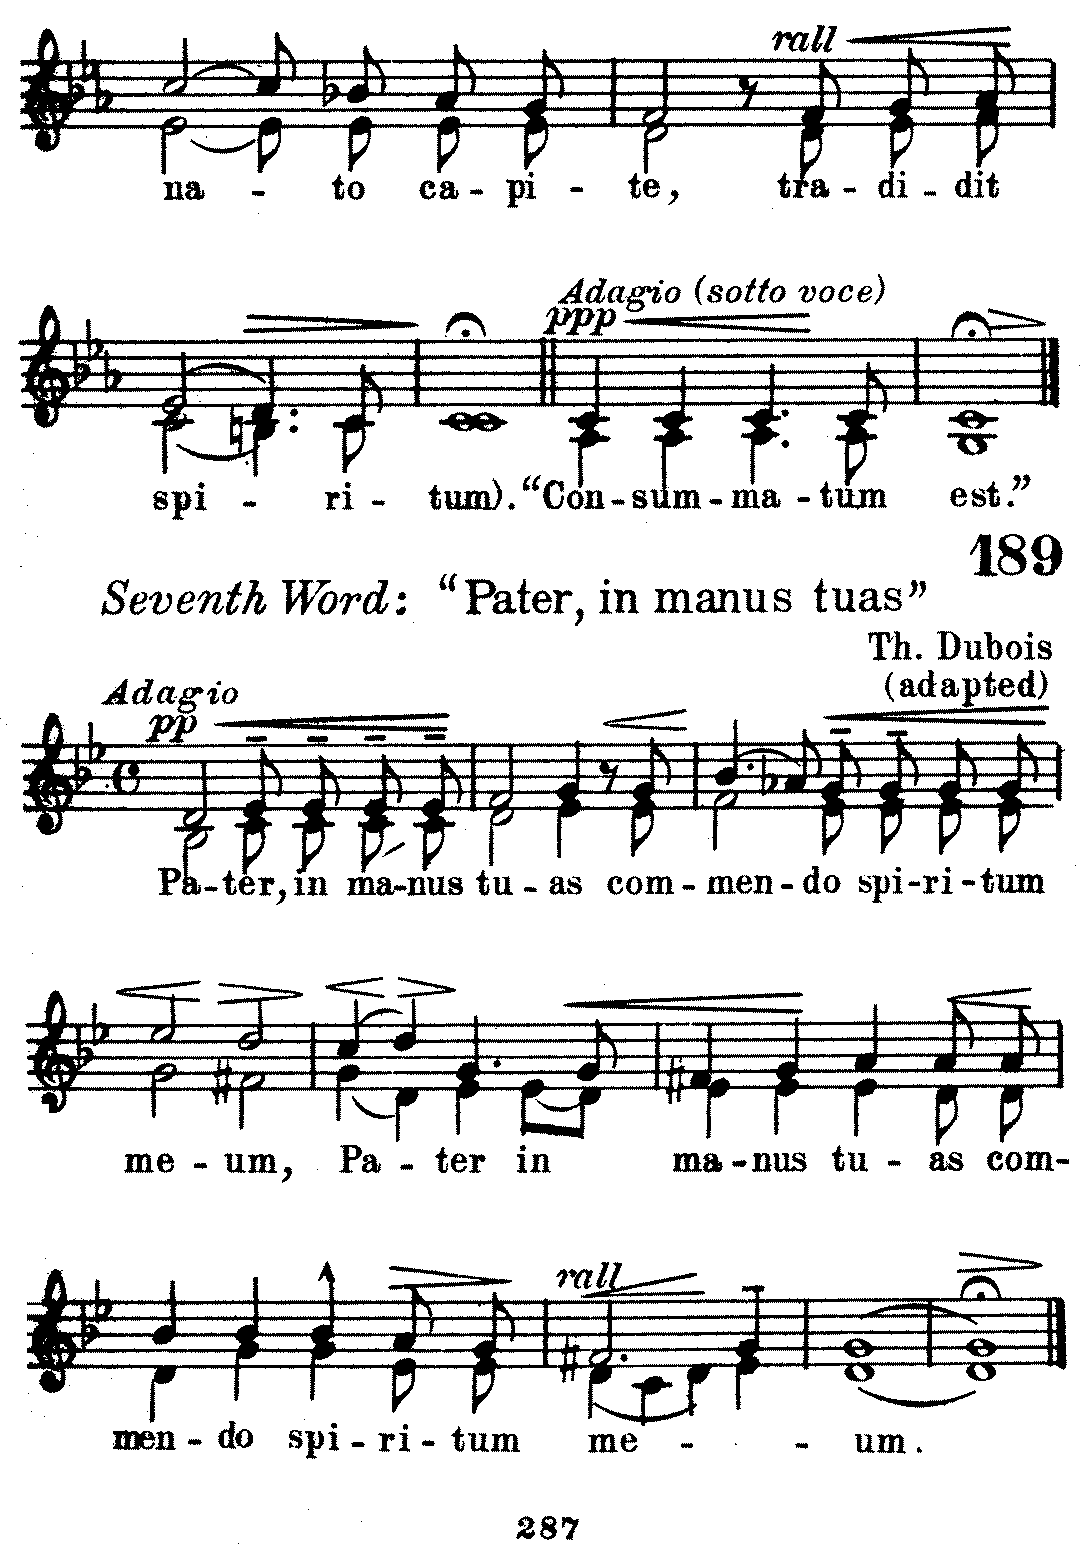 rall
na - to ca - pi - te, tra - di - dit
Adagio (sotto voce)
ppp
spi - ri - tum). “Con - sum - ma - tum est.”
189
Seventh Word: “Pater, in manus tuas”
Th. Dubois
(adapted)
Adagio
pp
Pa - ter, in ma - nus tu - as com - men - do spi - ri - tum
me - um, Pa - ter in ma - nus tu - as com-
rall
men - do spi - ri - tum me - - um.
287